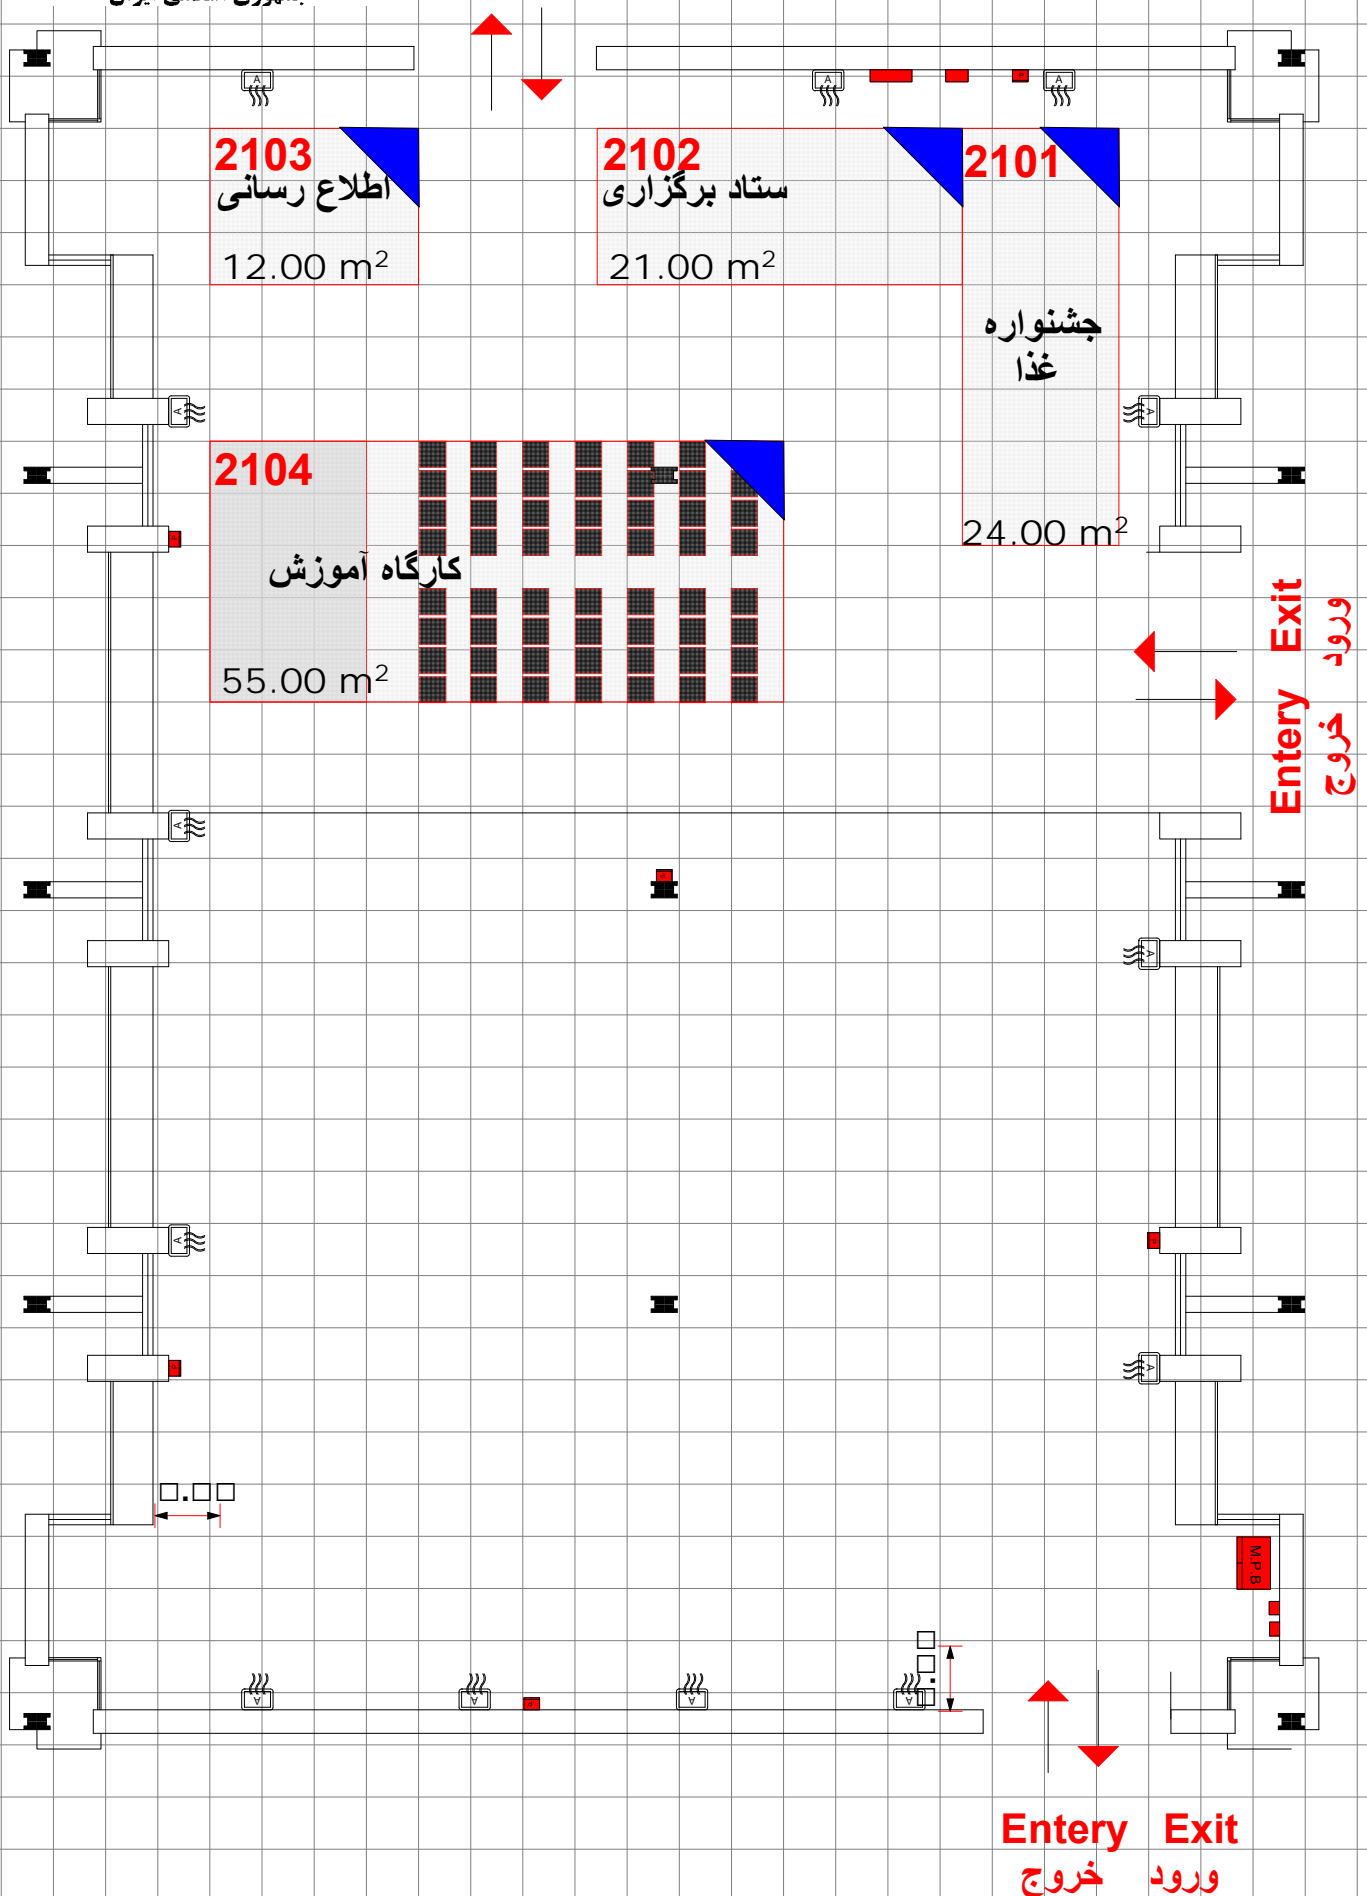 2103
اطلاع رسانی
12.00 m²
2102
ستاد برگزاری
21.00 m²
2101
جشنواره
غذا
24.00 m²
2104
کارگاه آموزش
55.00 m²
Entery Exit
خروج ورود
M.P.B
Entery Exit
خروج ورود